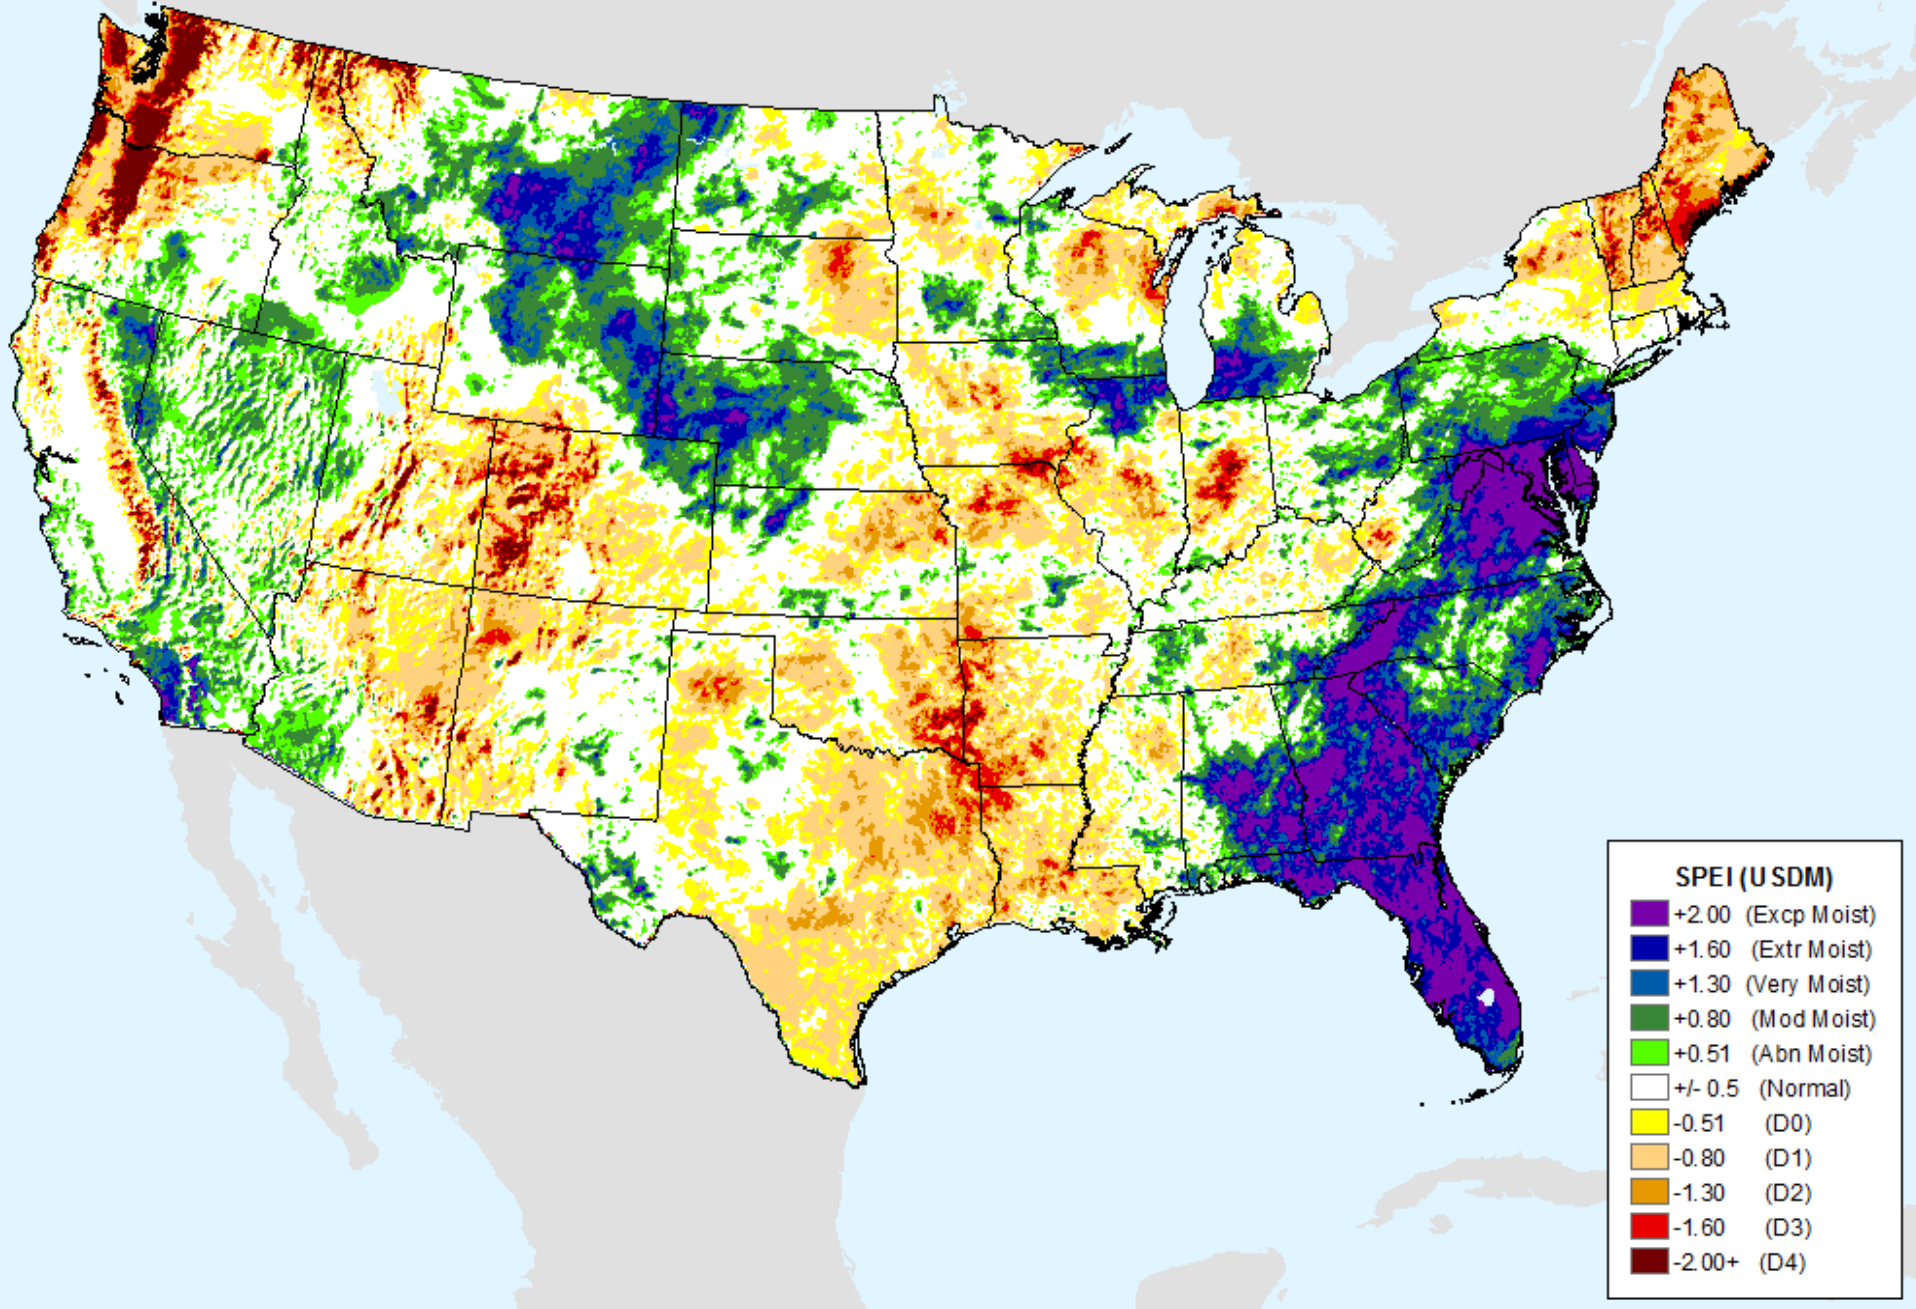 SPEI (USDM)
+2.00 (Excp Moist)
+1.60 (Extr Moist)
+1.30 (Very Moist)
+0.80 (Mod Moist)
+0.51 (Abn Moist)
+/- 0.5 (Normal)
-0.51 (D0)
-0.80 (D1)
-1.30 (D2)
-1.60 (D3)
-2.00+ (D4)